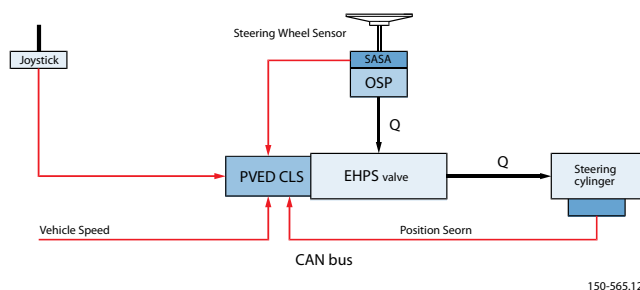 Steering Wheel Sensor
Joystick
SASA
OSP
Q
PVED CLS
EHPS valve
Q
Steering
cylinger
Vehicle Speed
Position Seorn
CAN bus
150-565.12